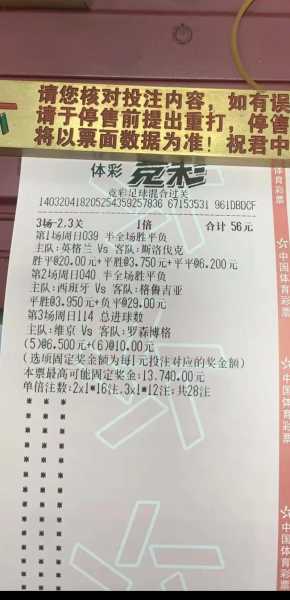 请您核对投注内容，如有误
请于停售前提出重打，停售
将以票面数据为准！祝君中
体彩 竞彩
竞彩足球混合过关
140320418205254359257836 67153531 961DBDCF
3场-2.3关 1倍 合计 56元
第1场周日039 半全场胜平负
主队:英格兰 Vs 客队:斯洛伐克
胜平@20.00元+平胜@3.750元+平平@6.200元
第2场周日040 半全场胜平负
主队:西班牙 Vs 客队:格鲁吉亚
平胜@3.950元+负平@29.00元
第3场周日114 总进球数
主队:维京 Vs 客队:罗森博格
(5)@6.500元+(6)@10.00元
(选项固定奖金额为每1元投注对应的奖金额)
本票最高可能固定奖金:13,740.00元
单倍注数:2x1*16注,3x1*12注;共28注
体育彩票
中国体育彩票
中国体育彩票
中国体育彩票